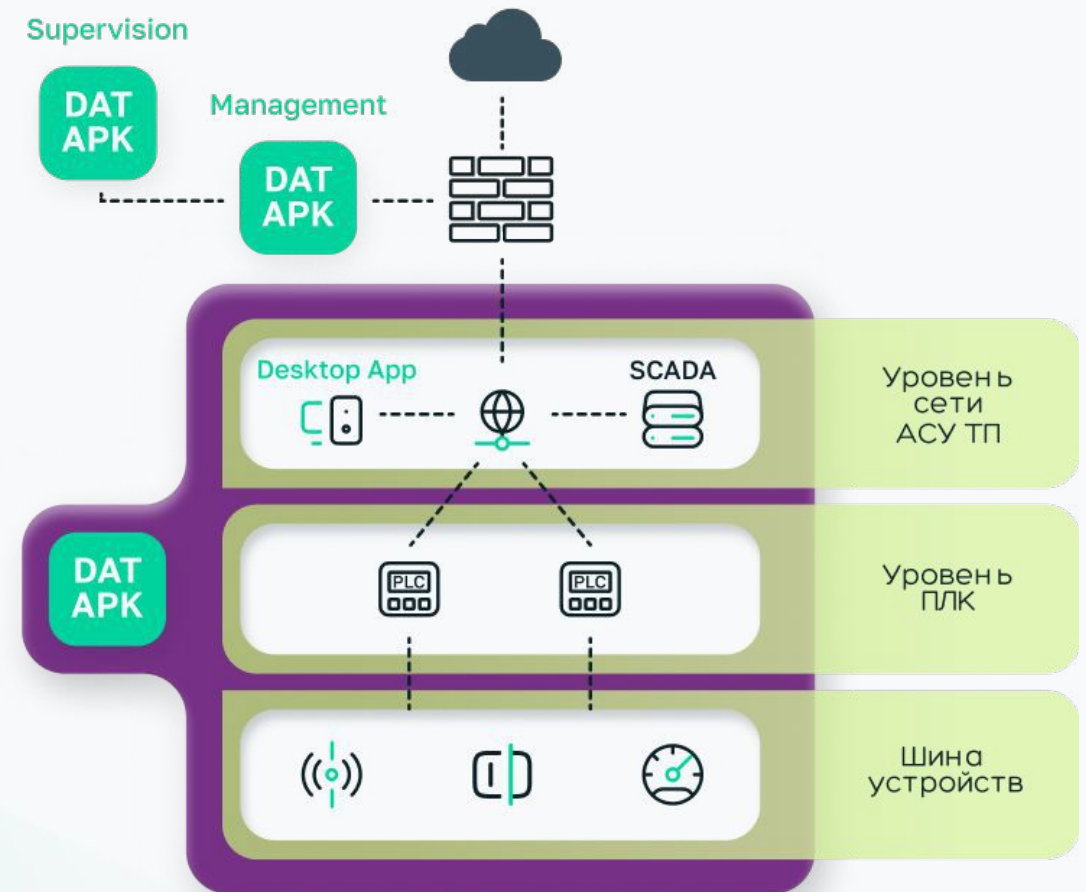 Supervision
DAT
APK
Management
DAT
APK
Desktop App
SCADA
Уровень
сети
АСУ ТП
DAT
APK
PLC
PLC
Уровень
ПЛК
Шина
устройств